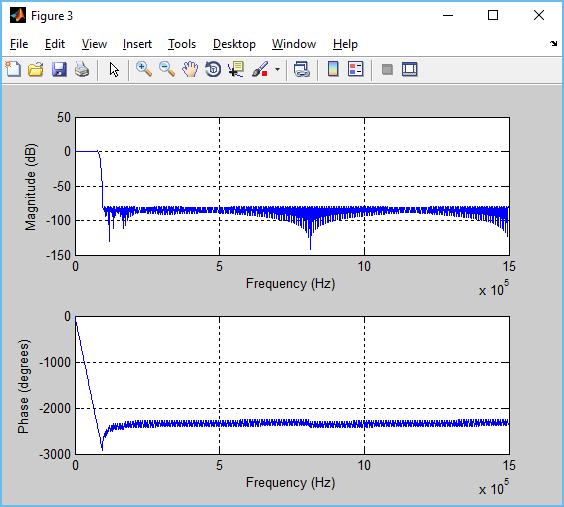 Figure 3
File Edit View Insert Tools Desktop Window Help
50
0
-50
-100
-150
Magnitude (dB)
0 5 10 15
Frequency (Hz)
x 10^5
0
-1000
-2000
-3000
Phase (degrees)
0 5 10 15
Frequency (Hz)
x 10^5